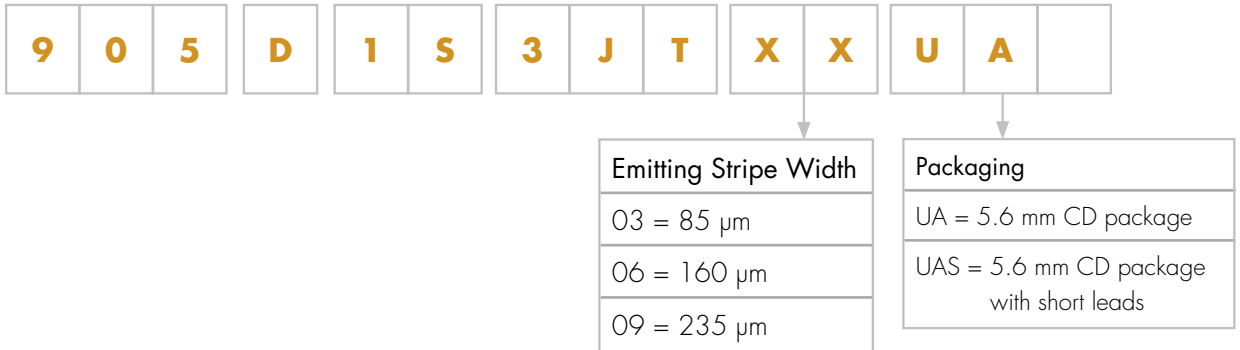 9 0 5 D 1 S 3 J T X X U A
Emitting Stripe Width
03 = 85 µm
06 = 160 µm
09 = 235 µm
Packaging
UA = 5.6 mm CD package
UAS = 5.6 mm CD package
with short leads